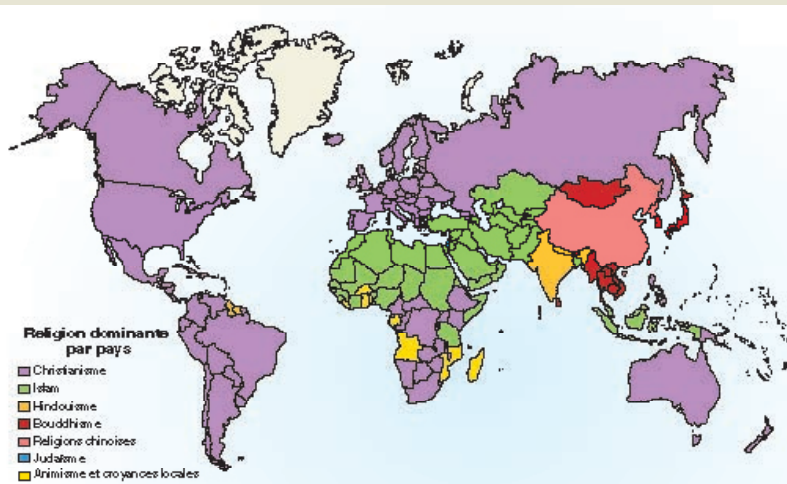 Religion dominante
par pays
Christianisme
Islam
Hindouisme
Bouddhisme
Religions chinoises
Judaïsme
Animisme et croyances locales